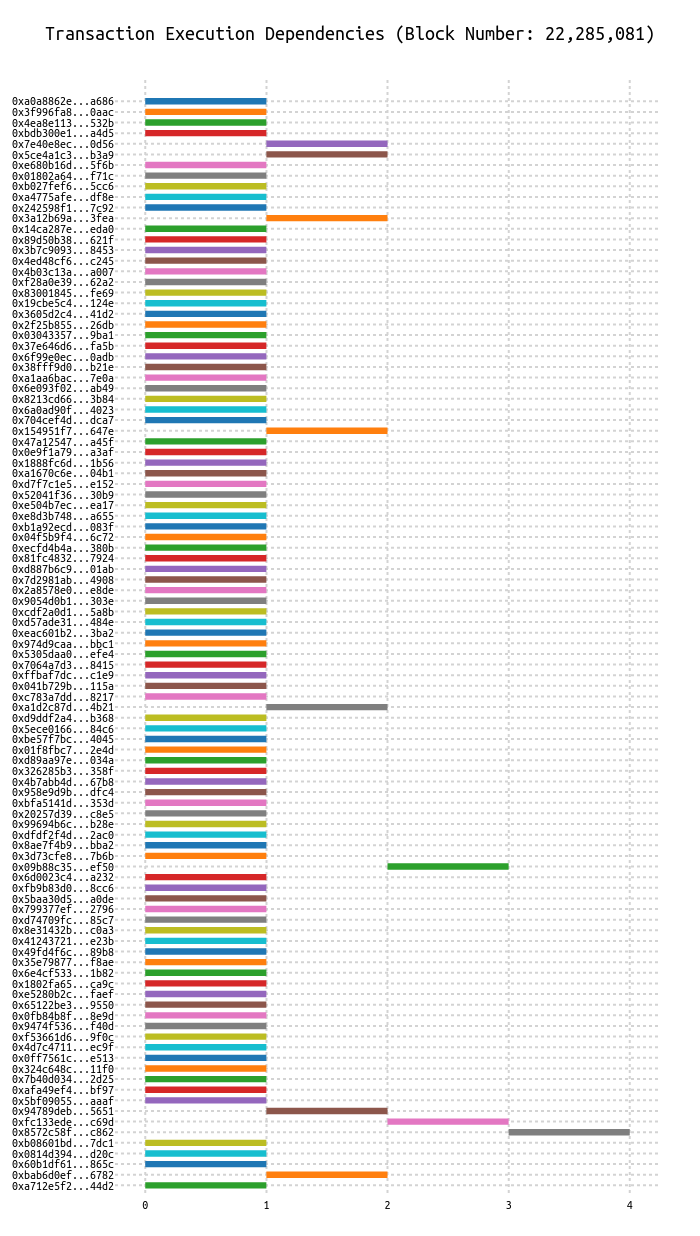 Transaction Execution Dependencies (Block Number: 22,285,081)
0xa0a8862e...a686
0x3f996fa8...0aac
0x4ea8e113...532b
0xbdb300e1...a4d5
0x7e40e8ec...0d56
0x5ce4a1c3...b3a9
0xe680b16d...5f6b
0x01802a64...f71c
0xb027fef6...5cc6
0xa4775afe...df8e
0x242598f1...7c92
0x3a12b69a...3fea
0x14ca287e...eda0
0x89d50b38...621f
0x3b7c9093...8453
0x4ed48cf6...c245
0x4b03c13a...a007
0xf28a0e39...62a2
0x83001845...fe69
0x19cbe5c4...124e
0x3605d2c4...41d2
0x2f25b855...26db
0x03043357...9ba1
0x37e646d6...fa5b
0x6f99e0ec...0adb
0x38fff9d0...b21e
0xa1aa6bac...7e0a
0x6e093f02...ab49
0x8213cd66...3b84
0x6a0ad90f...4023
0x704cef4d...dca7
0x154951f7...647e
0x47a12547...a45f
0x0e9f1a79...a3af
0x1888fc6d...1b56
0xa1670c6e...04b1
0xd7f7c1e5...e152
0x52041f36...30b9
0xe504b7ec...ea17
0xe8d3b748...a655
0xb1a92ecd...083f
0x04f5b9f4...6c72
0xecfd4b4a...380b
0x81fc4832...7924
0xd887b6c9...01ab
0x7d2981ab...4908
0x2a8578e0...e8de
0x9054d0b1...303e
0xcdf2a0d1...5a8b
0xd57ade31...484e
0xeac601b2...3ba2
0x974d9caa...bbc1
0x5305daa0...efe4
0x7064a7d3...8415
0xffbaf7dc...c1e9
0x041b729b...115a
0xc783a7dd...8217
0xa1d2c87d...4b21
0xd9ddf2a4...b368
0x5ece0166...84c6
0xbe57f7bc...4045
0x01f8fbc7...2e4d
0xd89aa97e...034a
0x326285b3...358f
0x4b7abb4d...67b8
0x958e9d9b...dfc4
0xbfa5141d...353d
0x20257d39...c8e5
0x99694b6c...b28e
0xdfdf2f4d...2ac0
0x8ae7f4b9...bba2
0x3d73cfe8...7b6b
0x09b88c35...ef50
0x6d0023c4...a232
0xfb9b83d0...8cc6
0x5baa30d5...a0de
0x799377ef...2796
0xd74709fc...85c7
0x8e31432b...c0a3
0x41243721...e23b
0x49fd4f6c...89b8
0x35e79877...f8ae
0x6e4cf533...1b82
0x1802fa65...ca9c
0xe5280b2c...faef
0x65122be3...9550
0x0fb84b8f...8e9d
0x9474f536...f40d
0xf53661d6...9f0c
0x4d7c4711...ec9f
0x0ff7561c...e513
0x324c648c...11f0
0x7b40d034...2d25
0xafa49ef4...bf97
0x5bf09055...aaaf
0x94789deb...5651
0xfc133ede...c69d
0x8572c58f...c862
0xb08601bd...7dc1
0x0814d394...d20c
0x60b1df61...865c
0xbab6d0ef...6782
0xa712e5f2...44d2
0 1 2 3 4